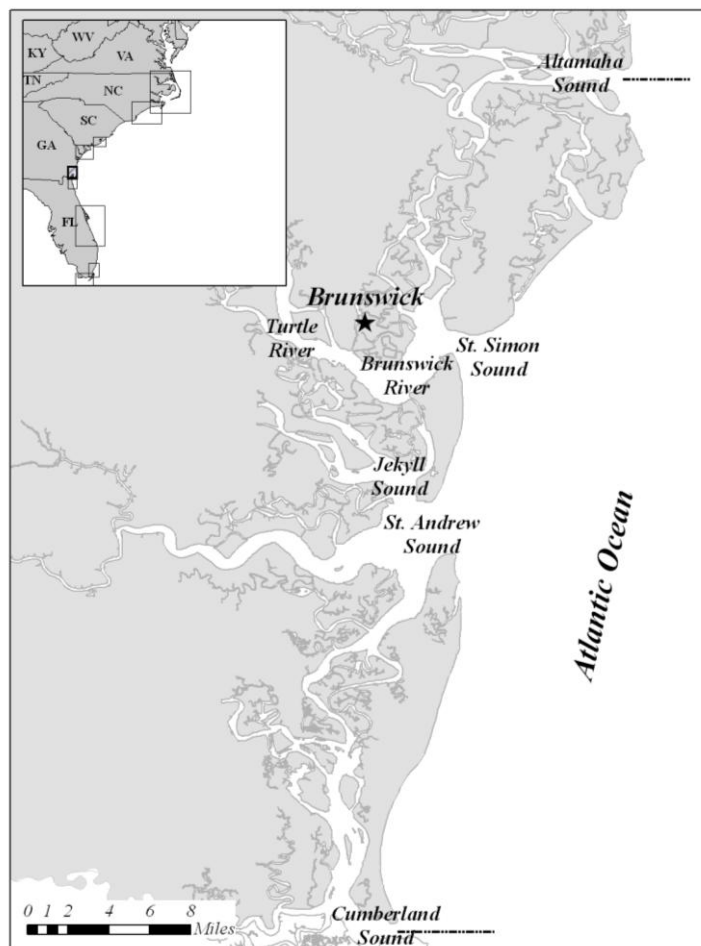 WV
KY
VA
TN
NC
SC
GA
FL
Altamaha
Sound
Brunswick
Turtle
River
St. Simon
Sound
Brunswick
River
Jekyll
Sound
St. Andrew
Sound
Atlantic Ocean
0 1 2 4 6 8
Miles
Cumberland
Sound